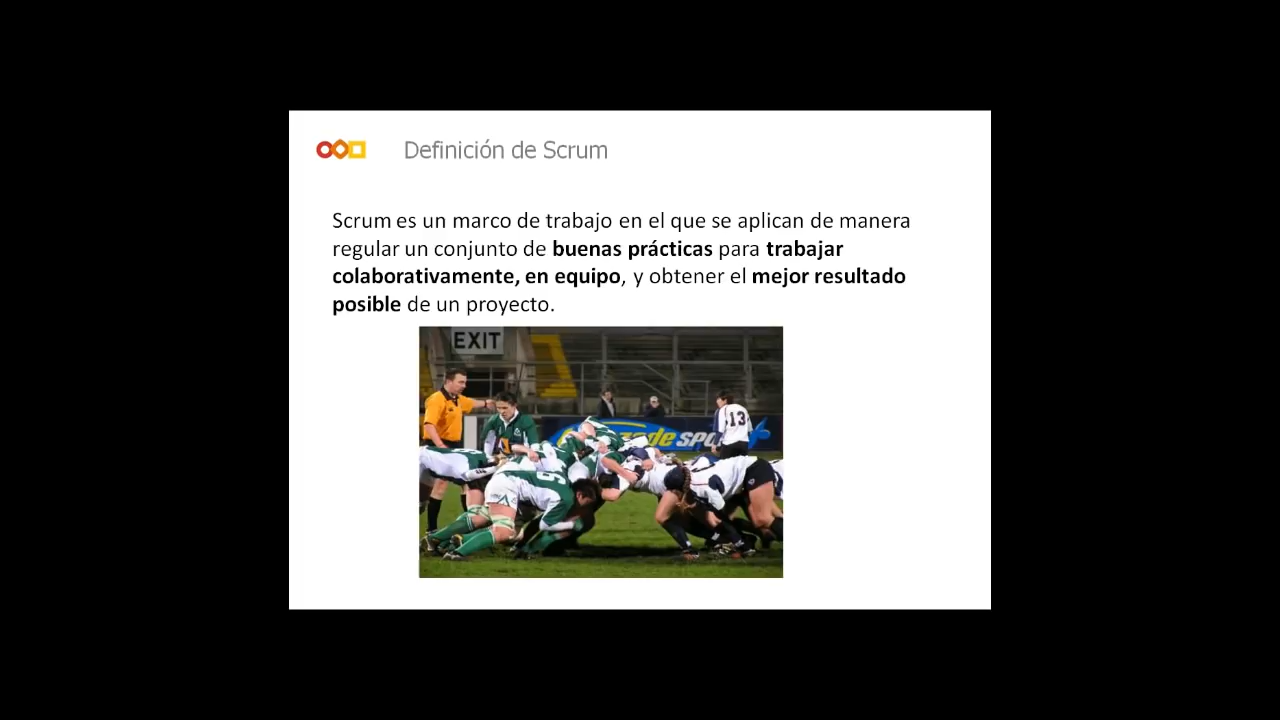 Definición de Scrum
Scrum es un marco de trabajo en el que se aplican de manera
regular un conjunto de buenas prácticas para trabajar
colaborativamente, en equipo, y obtener el mejor resultado
posible de un proyecto.
EXIT
13